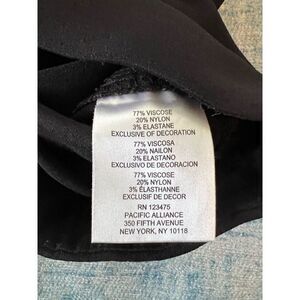 77% VISCOSE
20% NYLON
3% ELASTANE
EXCLUSIVE OF DECORATION
77% VISCOSA
20% NAILON
3% ELASTANO
EXCLUSIVO DE DECORACION
77% VISCOSE
20% NYLON
3% ÉLASTHANNE
EXCLUSIF DE DECOR
RN 123475
PACIFIC ALLIANCE
350 FIFTH AVENUE
NEW YORK, NY 10118